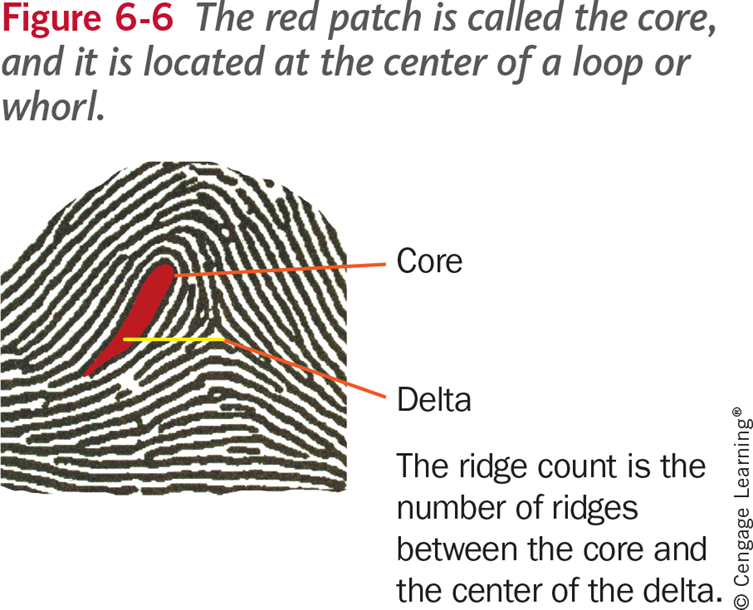 Figure 6-6 The red patch is called the core,
and it is located at the center of a loop or
whorl.
Core
Delta
The ridge count is the
number of ridges
between the core and
the center of the delta.
© Cengage Learning®